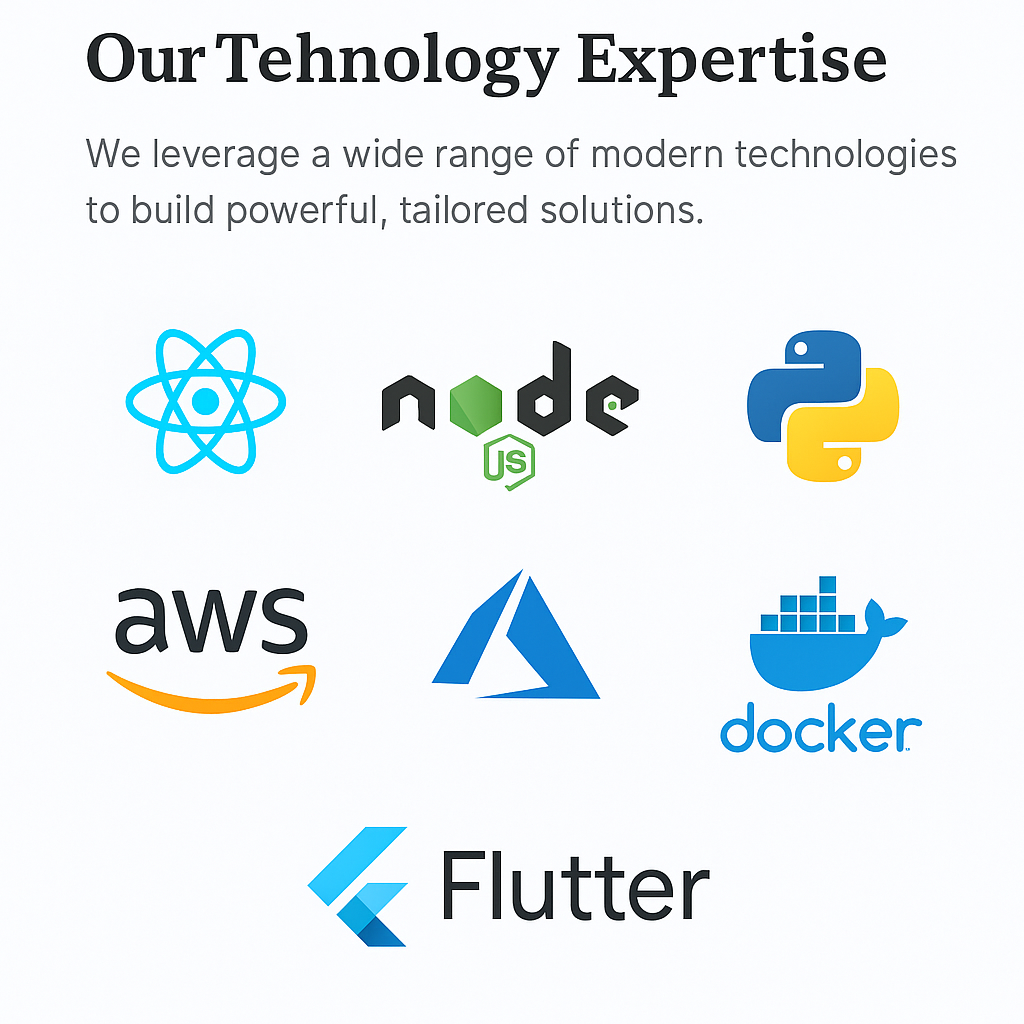 Our Tehnology Expertise
We leverage a wide range of modern technologies
to build powerful, tailored solutions.
node
JS
aws
docker
Flutter